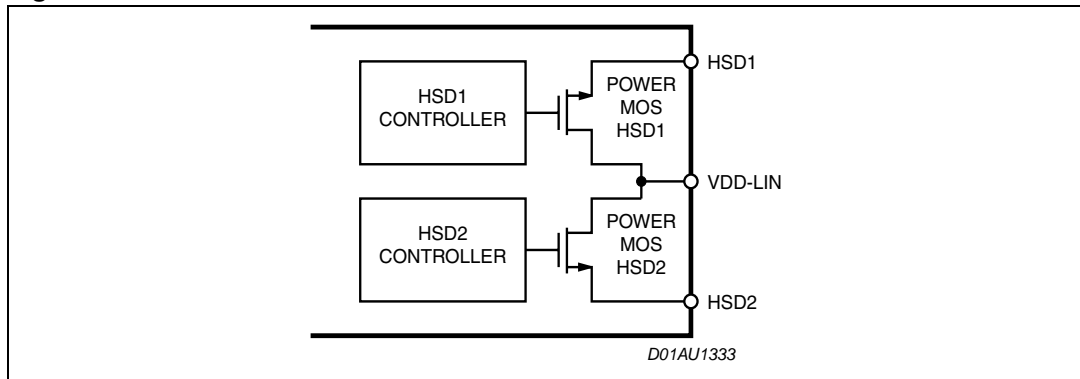 HSD1
CONTROLLER
POWER
MOS
HSD1
HSD1
VDD-LIN
HSD2
CONTROLLER
POWER
MOS
HSD2
HSD2
D01AU1333